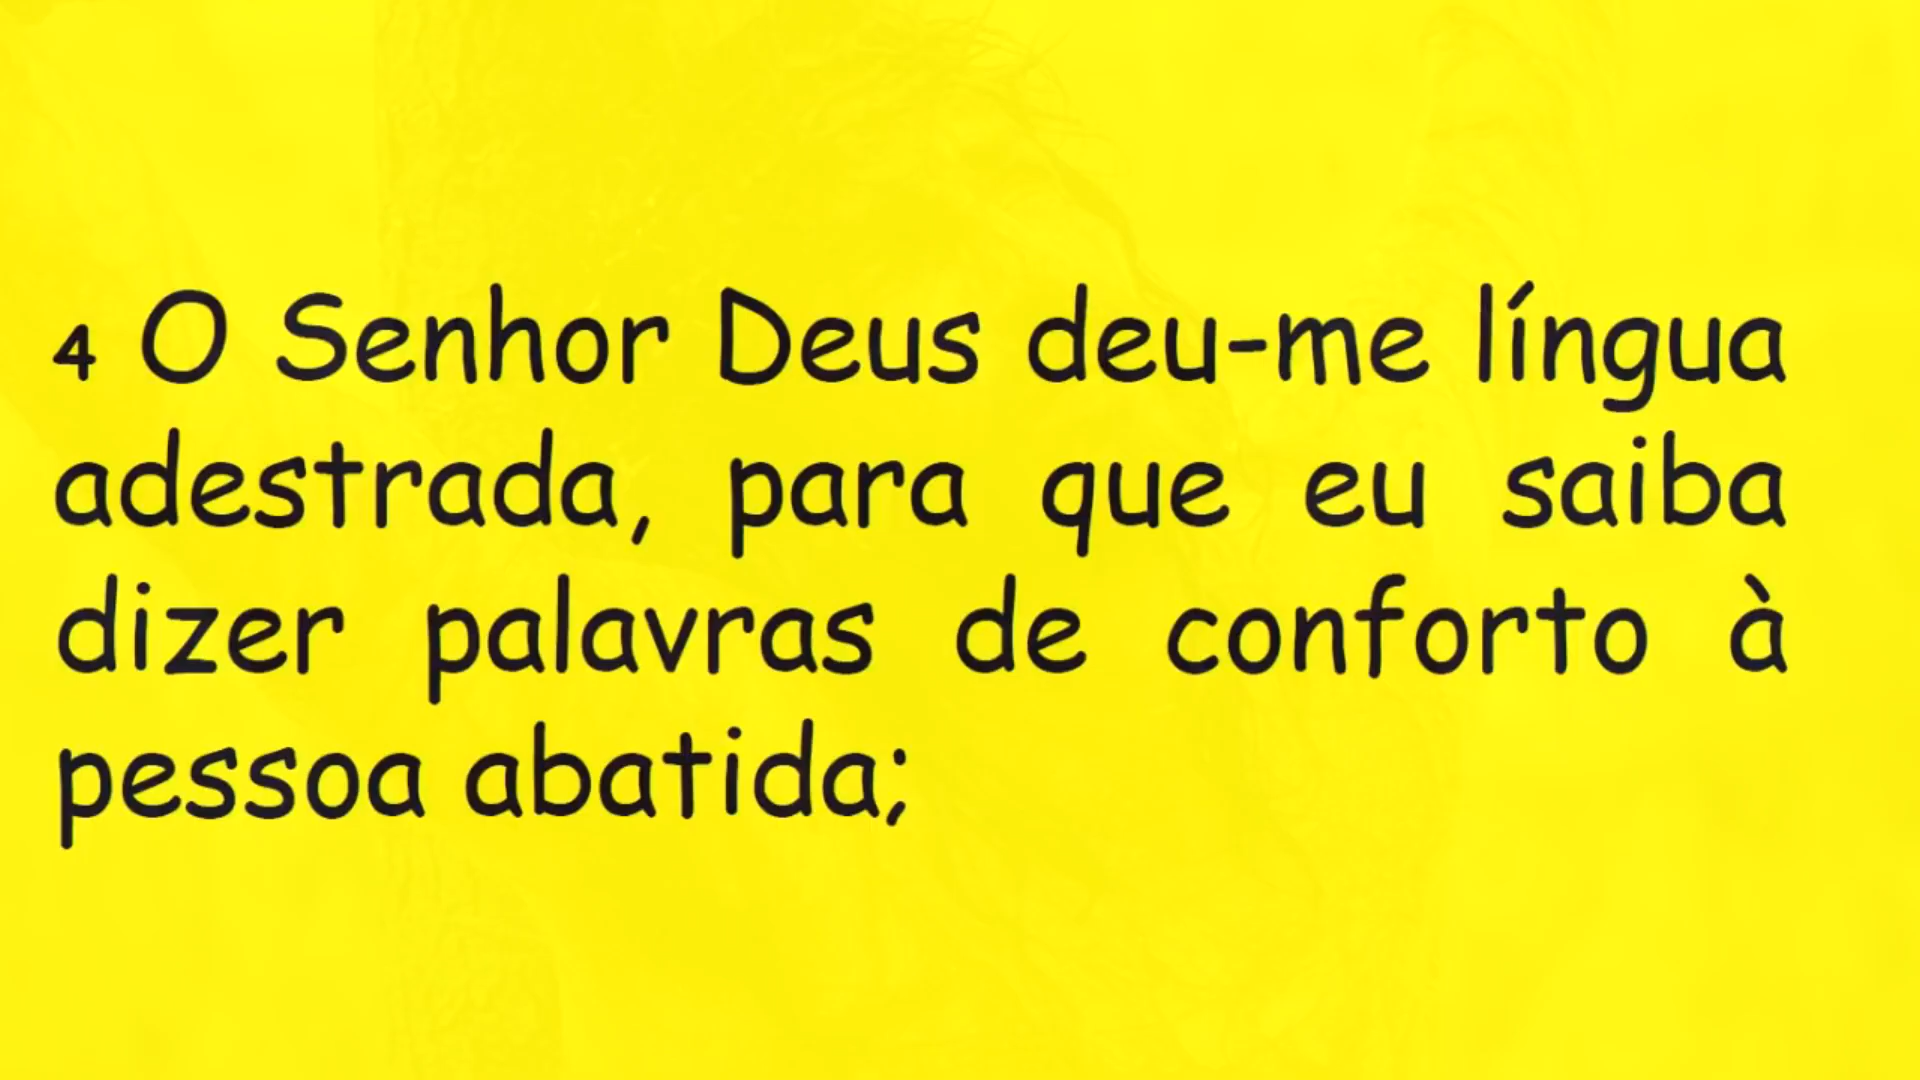 4 O Senhor Deus deu-me língua
adestrada, para que eu saiba
dizer palavras de conforto à
pessoa abatida;